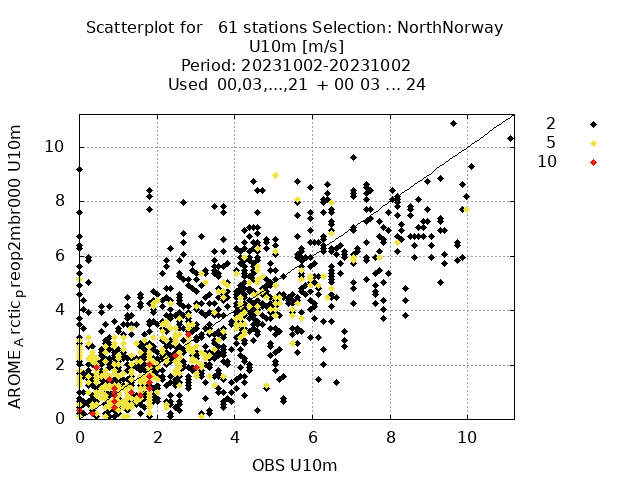 Scatterplot for   61 stations Selection: NorthNorway
U10m [m/s]
Period: 20231002-20231002
Used  00,03,...,21  + 00 03 ... 24
2
5
10
AROME_Arctic_preop2mbr000 U10m
10
8
6
4
2
0
0 2 4 6 8 10
OBS U10m